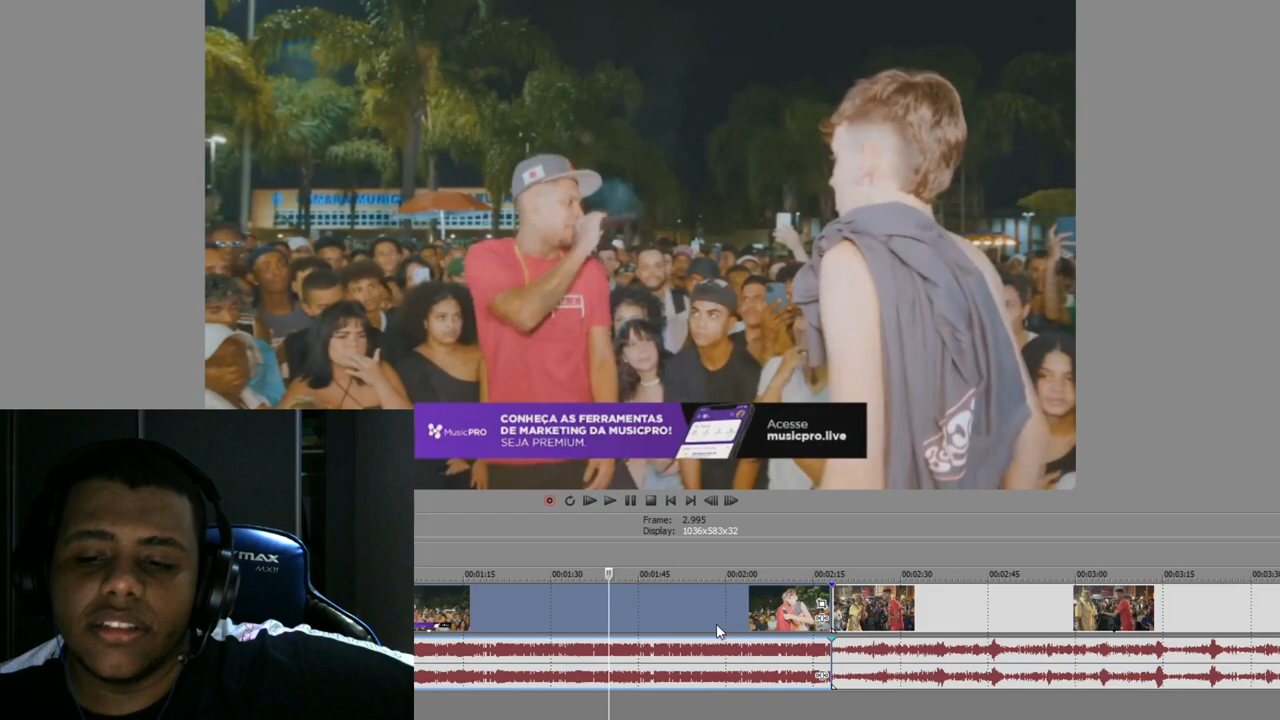 MusicPRO
CONHEÇA AS FERRAMENTAS
DE MARKETING DA MUSICPRO!
SEJA PREMIUM.
Acesse
musicpro.live
Frame: 2.995
Display: 1036x583x32
00:01:15 00:01:30 00:01:45 00:02:00 00:02:15 00:02:30 00:02:45 00:03:00 00:03:15
MX11